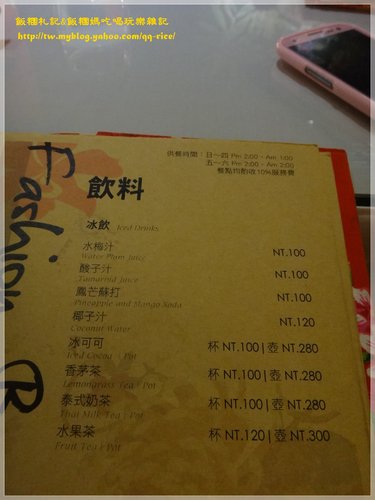 飯糰札記&飯糰媽吃喝玩樂雜記
http://tw.myblog.yahoo.com/qq-rice/
供餐時間：日～四 Pm 2:00 - Am 1:00
五～六 Pm 2:00 - Am 2:00
餐點均酌收10%服務費
Fashion R
飲料
冰飲 Iced Drinks
水梅汁 NT.100
Water Plum Juice
酸子汁 NT.100
Tamarind Juice
鳳芒蘇打 NT.100
Pineapple and Mango Soda
椰子汁 NT.120
Coconut Water
冰可可 杯 NT.100 | 壺 NT.280
Iced Cocoa | Pot
香茅茶 杯 NT.100 | 壺 NT.280
Lemongrass Tea | Pot
泰式奶茶 杯 NT.100 | 壺 NT.280
Thai Milk Tea | Pot
水果茶 杯 NT.120 | 壺 NT.300
Fruit Tea | Pot